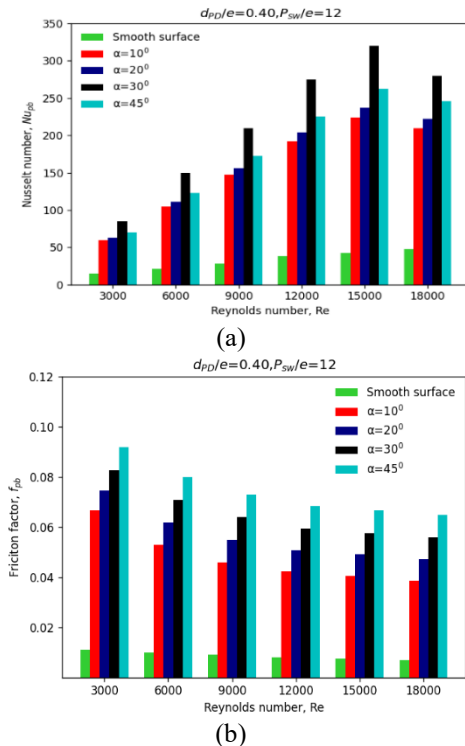 d_PD/e=0.40,P_sw/e=12
Nusselt number, Nu_pb
350
300
250
200
150
100
50
0
Smooth surface
α=10⁰
α=20⁰
α=30⁰
α=45⁰
3000 6000 9000 12000 15000 18000
Reynolds number, Re
(a)
d_PD/e=0.40,P_sw/e=12
Friciton factor, f_pb
0.12
0.10
0.08
0.06
0.04
0.02
Smooth surface
α=10⁰
α=20⁰
α=30⁰
α=45⁰
3000 6000 9000 12000 15000 18000
Reynolds number, Re
(b)